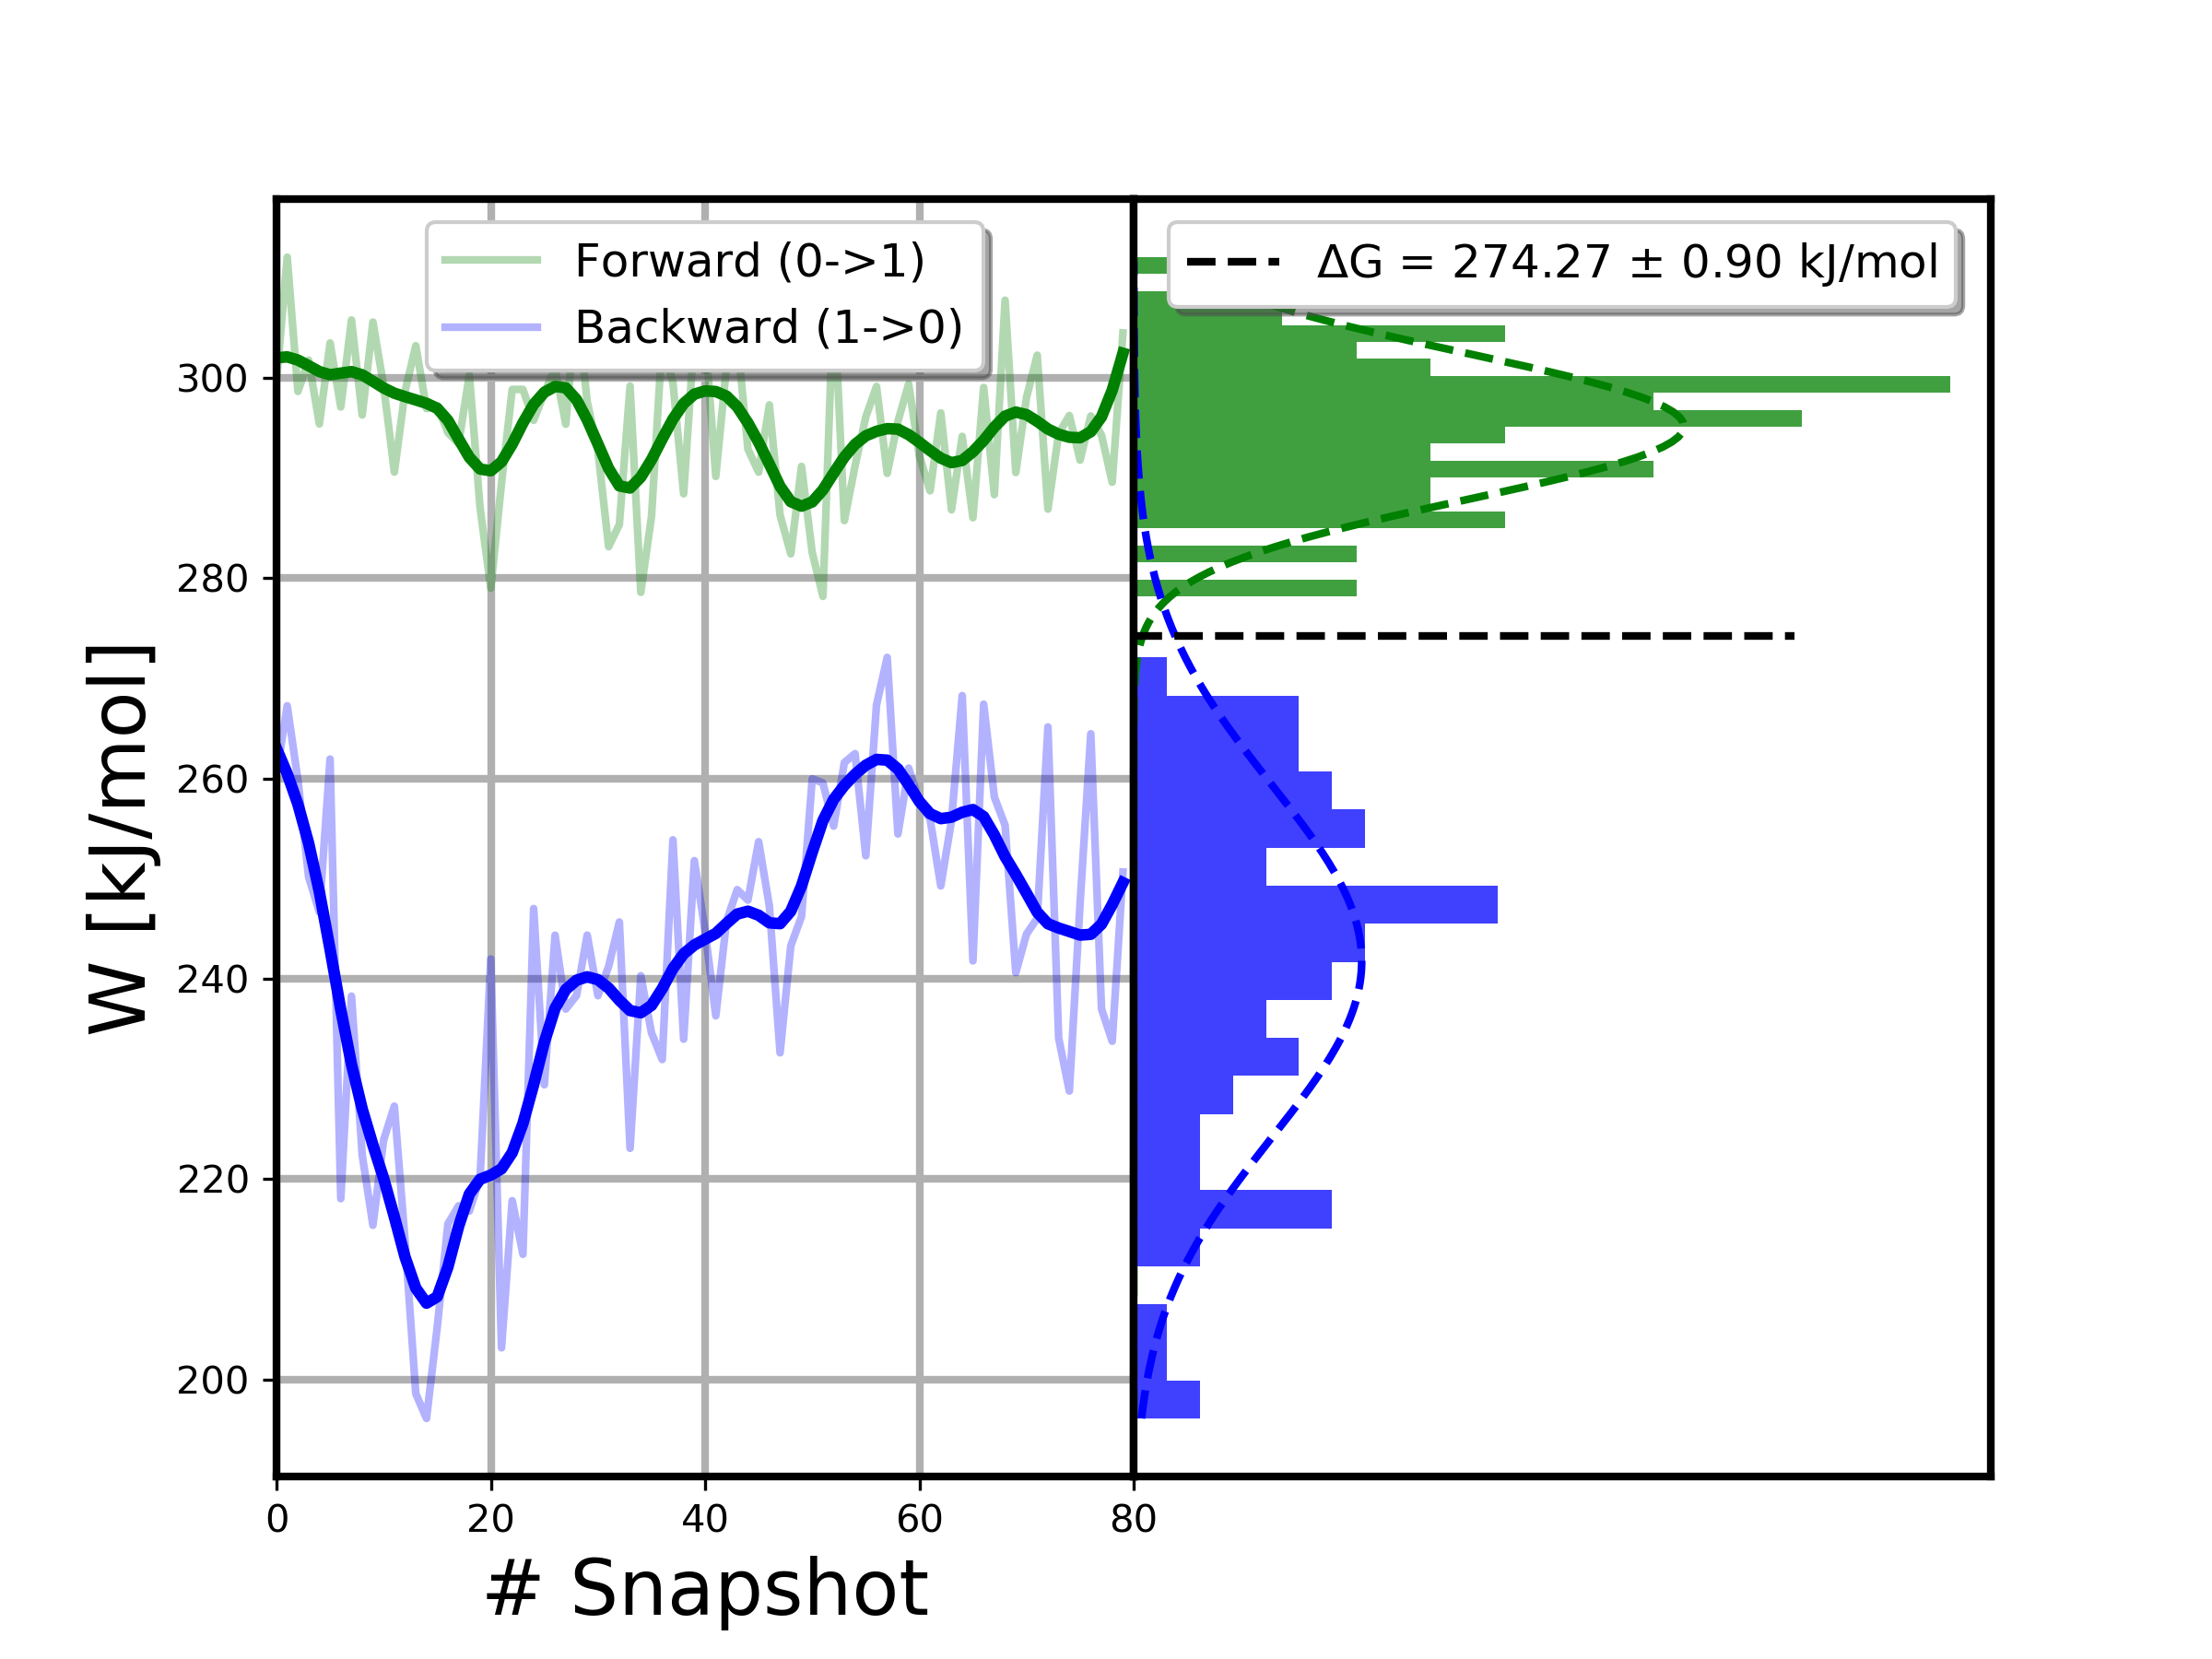 Forward (0->1)
Backward (1->0)
ΔG = 274.27 ± 0.90 kJ/mol
W [kJ/mol]
300
280
260
240
220
200
0 20 40 60 80
# Snapshot